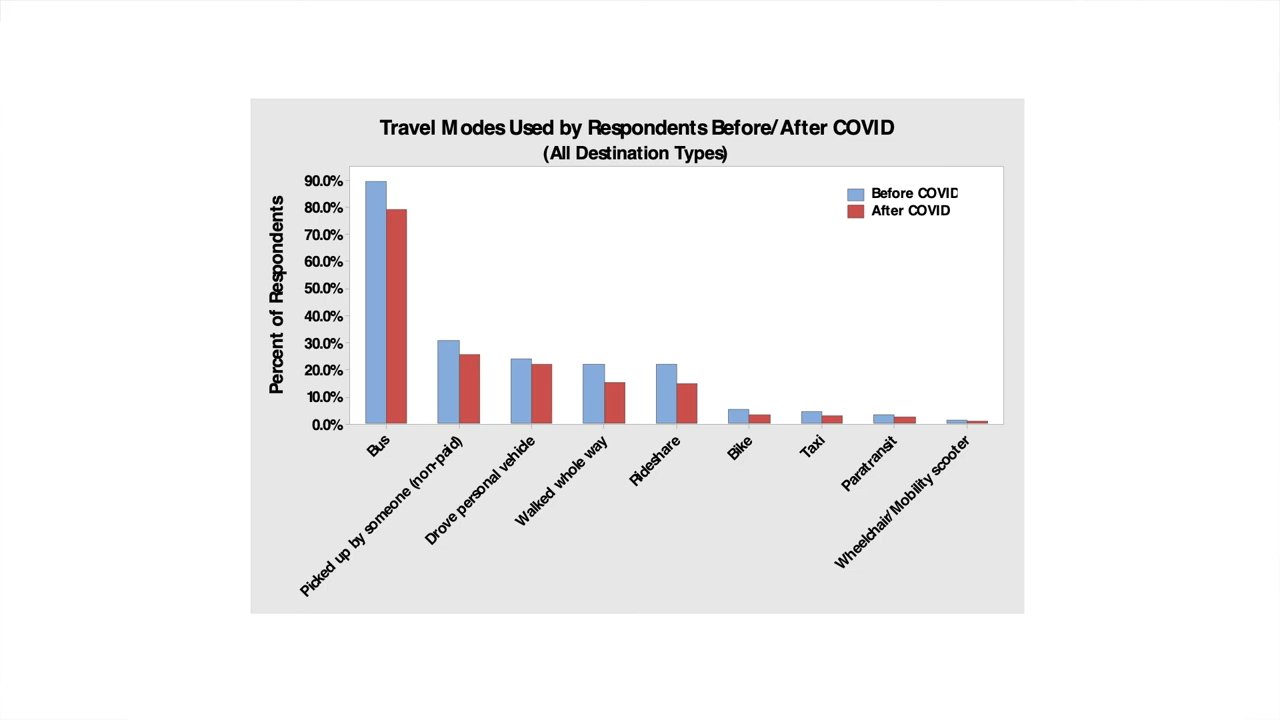 Travel Modes Used by Respondents Before/After COVID
(All Destination Types)
Percent of Respondents
90.0%
80.0%
70.0%
60.0%
50.0%
40.0%
30.0%
20.0%
10.0%
0.0%
Before COVID
After COVID
Bus
Picked up by someone (non-paid)
Drove personal vehicle
Walked whole way
Rideshare
Bike
Taxi
Paratransit
Wheelchair/Mobility scooter